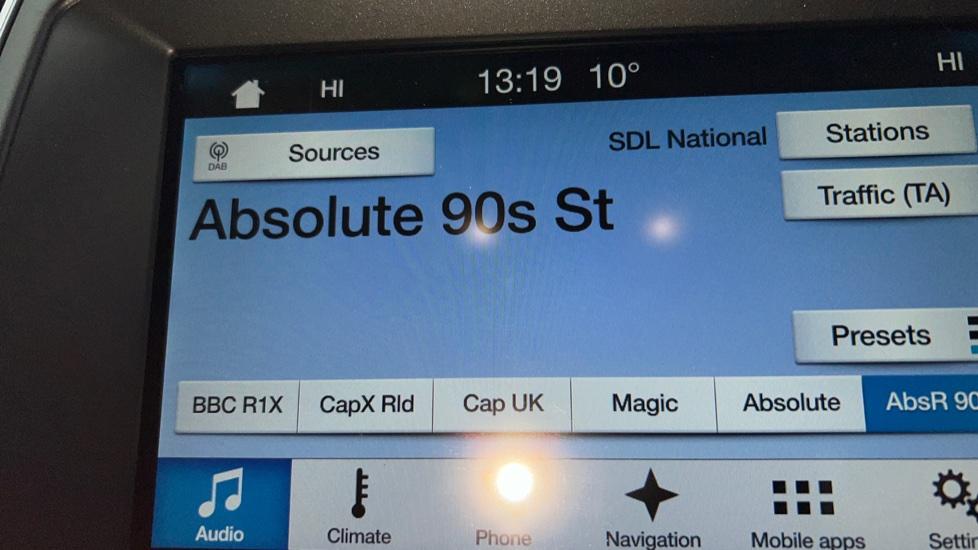 HI 13:19 10° HI
DAB Sources SDL National Stations
Traffic (TA)
Absolute 90s St
Presets
BBC R1X CapX Rld Cap UK Magic Absolute AbsR 90
Audio Climate Phone Navigation Mobile apps Settin